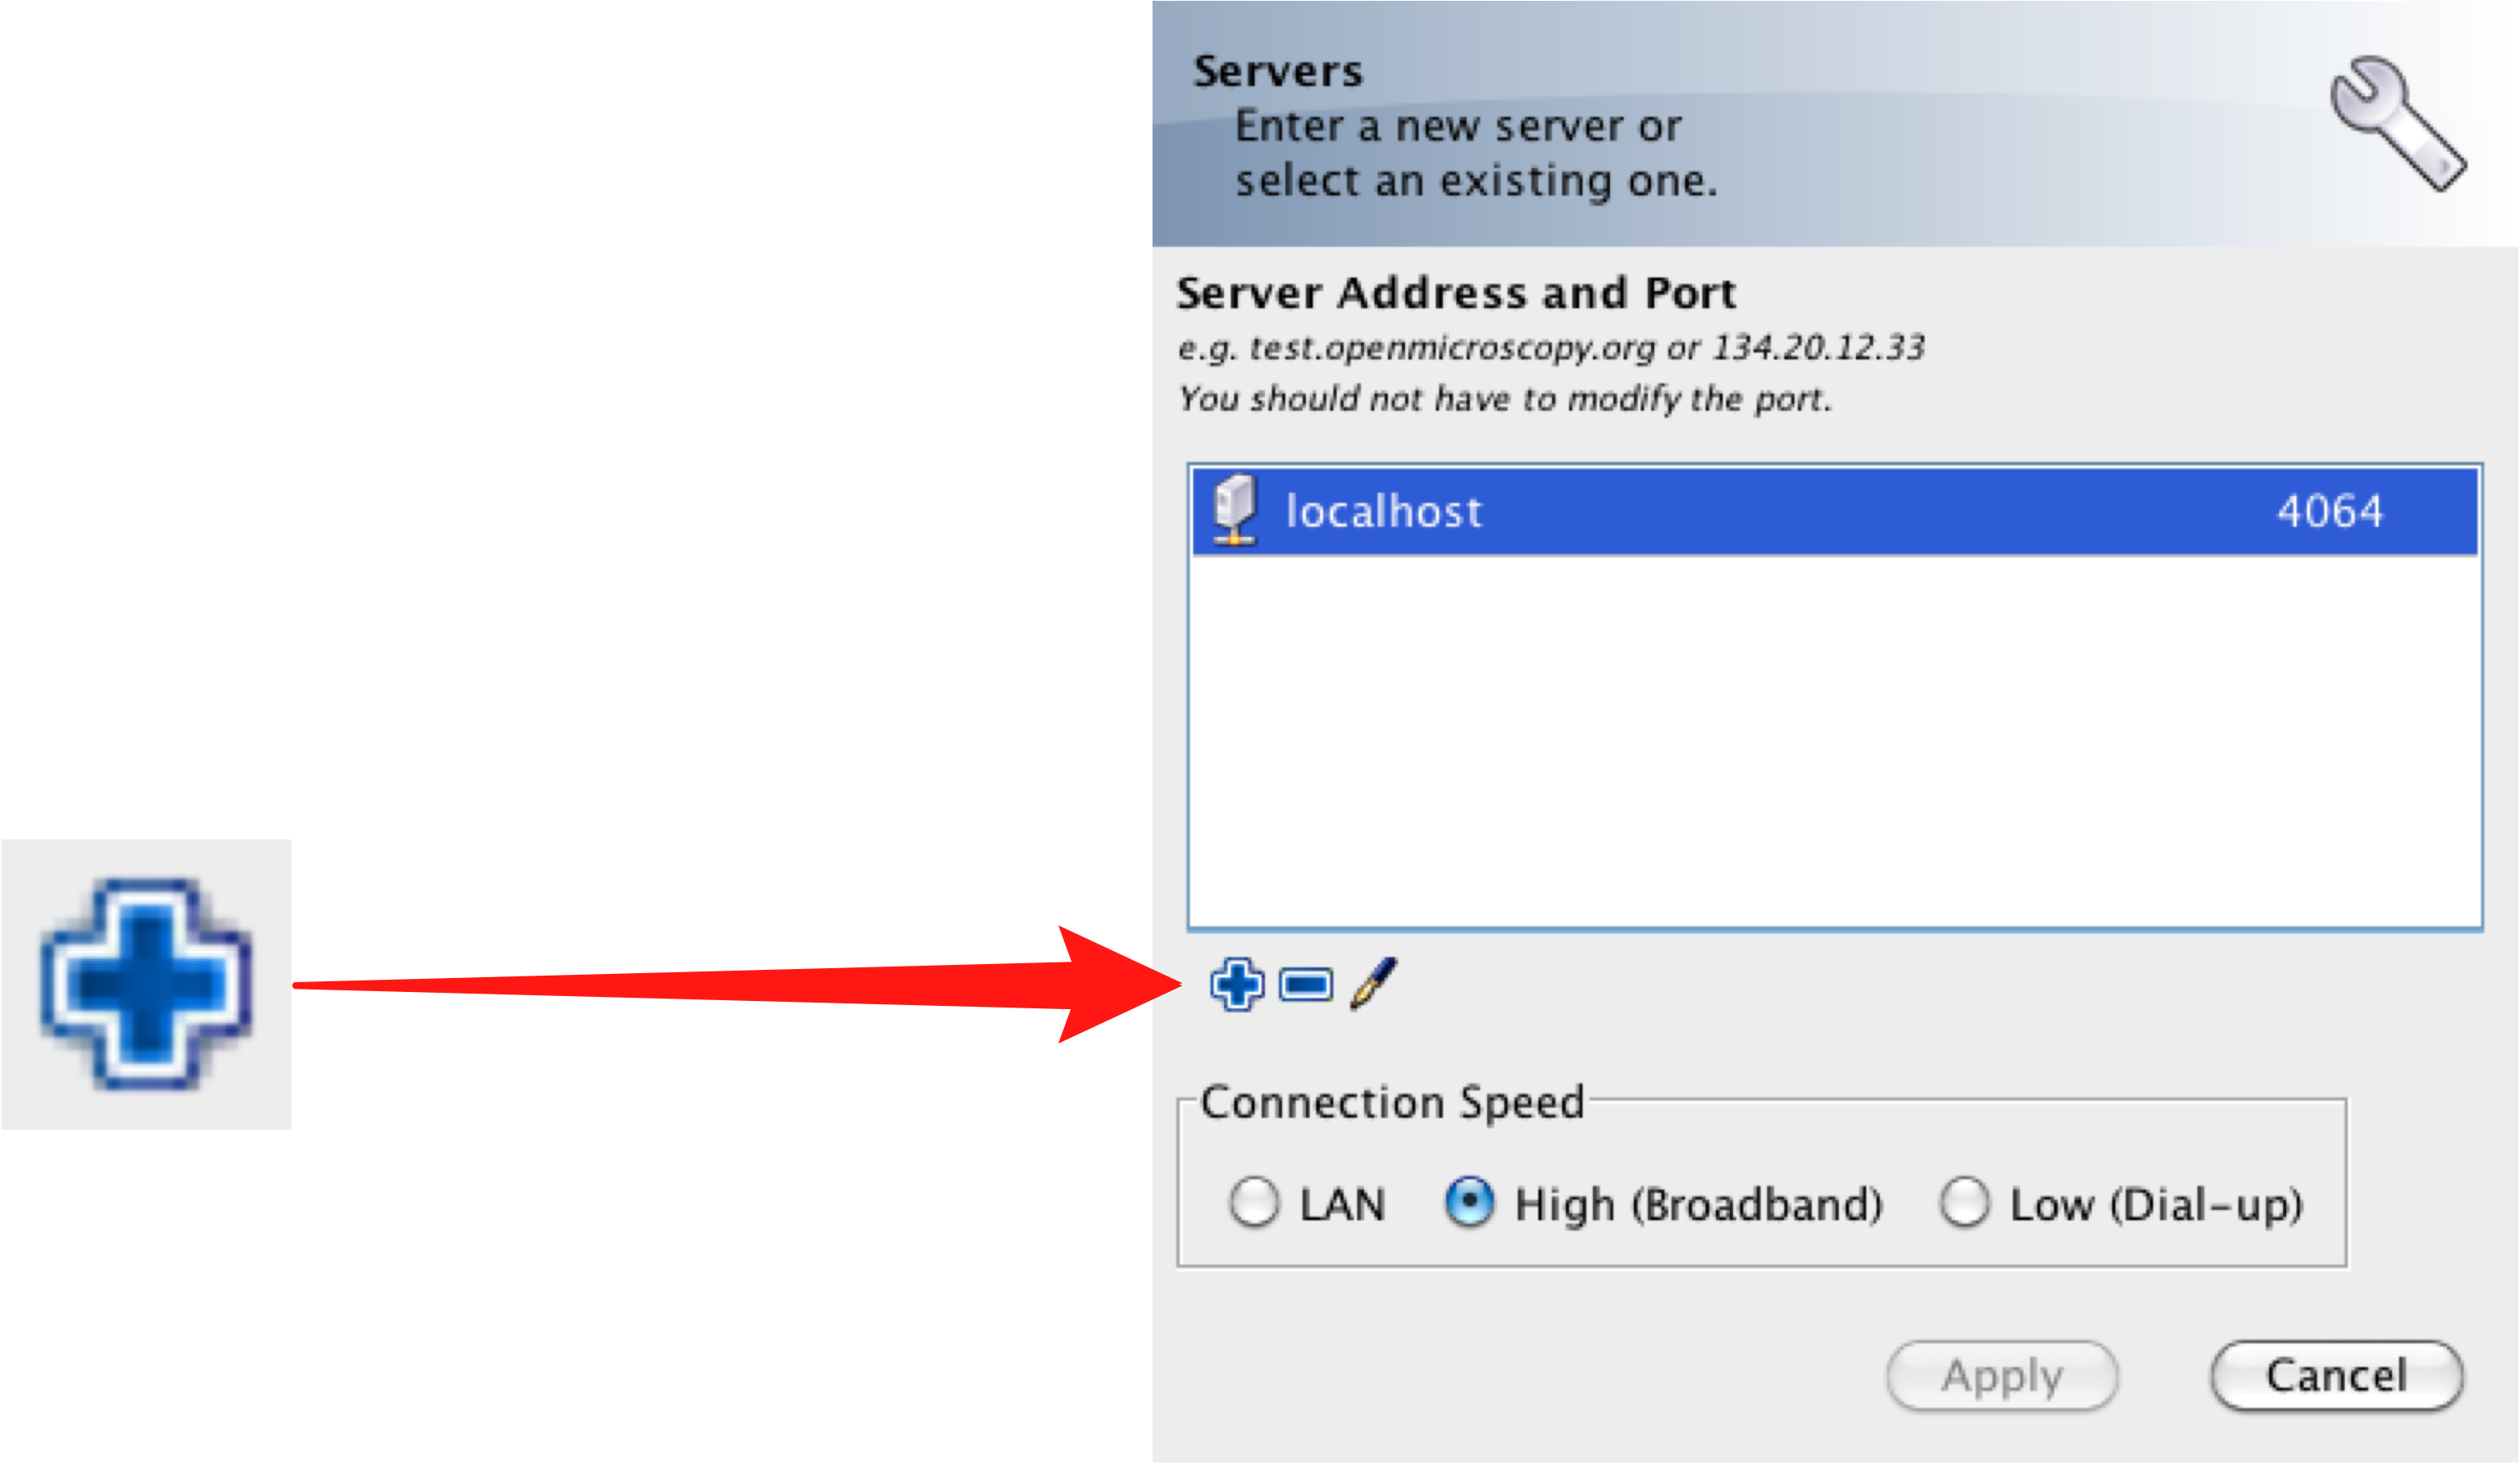 Servers
Enter a new server or
select an existing one.
Server Address and Port
e.g. test.openmicroscopy.org or 134.20.12.33
You should not have to modify the port.
localhost 4064
Connection Speed
LAN High (Broadband) Low (Dial-up)
Apply Cancel